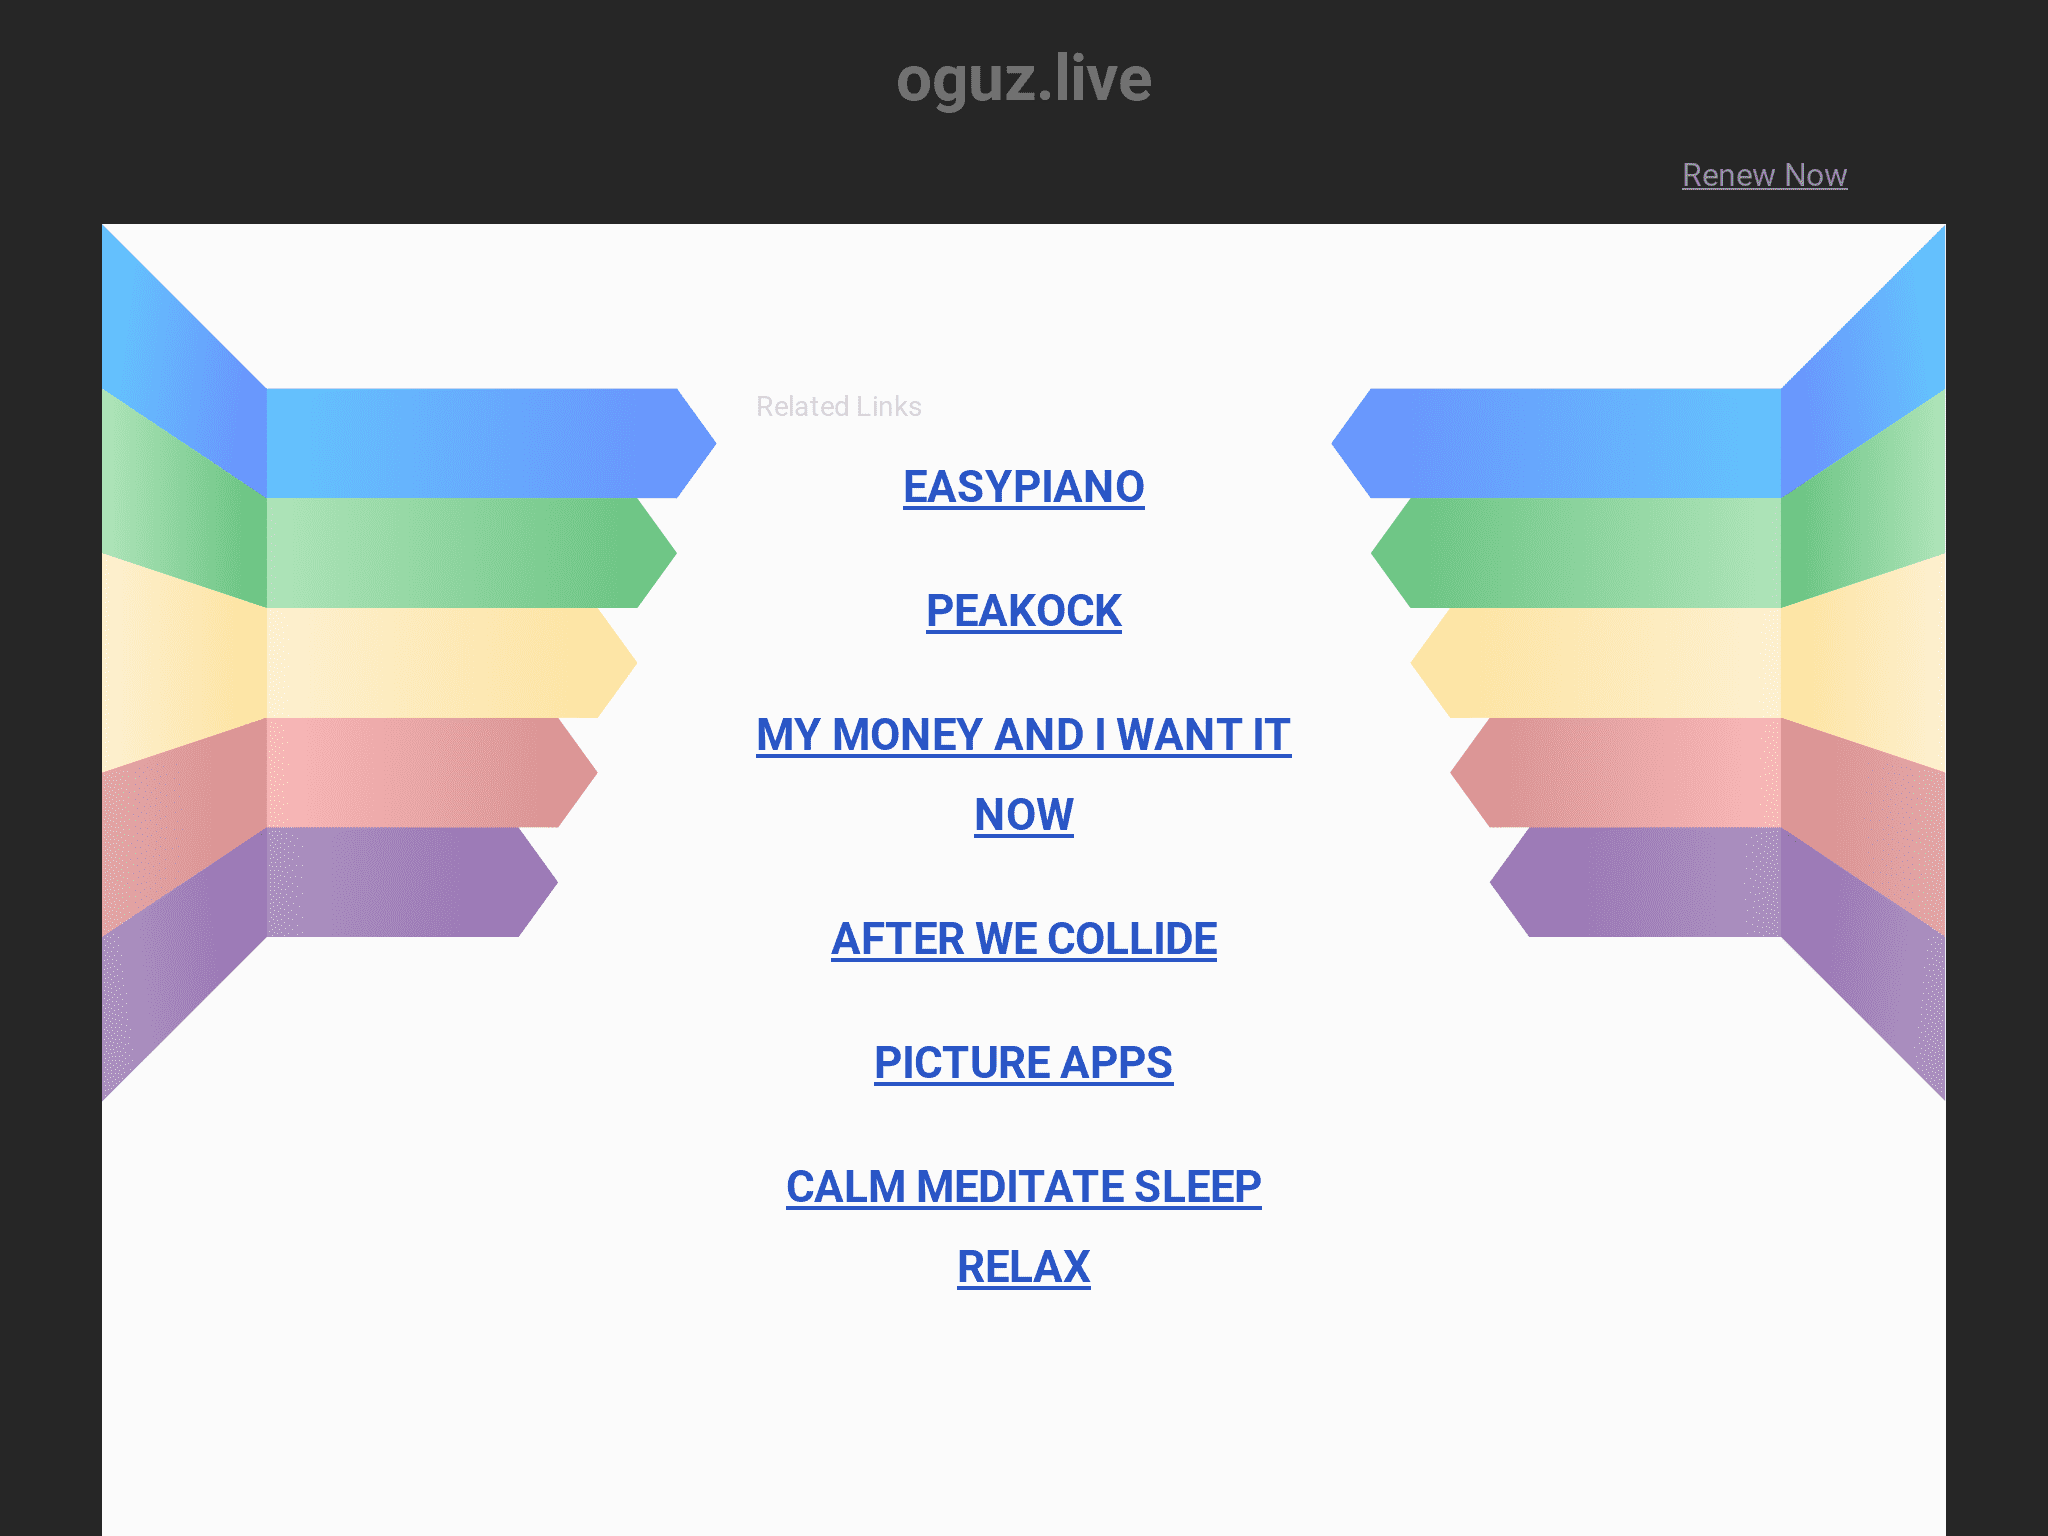 oguz.live
Renew Now
Related Links
EASYPIANO
PEAKOCK
MY MONEY AND I WANT IT
NOW
AFTER WE COLLIDE
PICTURE APPS
CALM MEDITATE SLEEP
RELAX